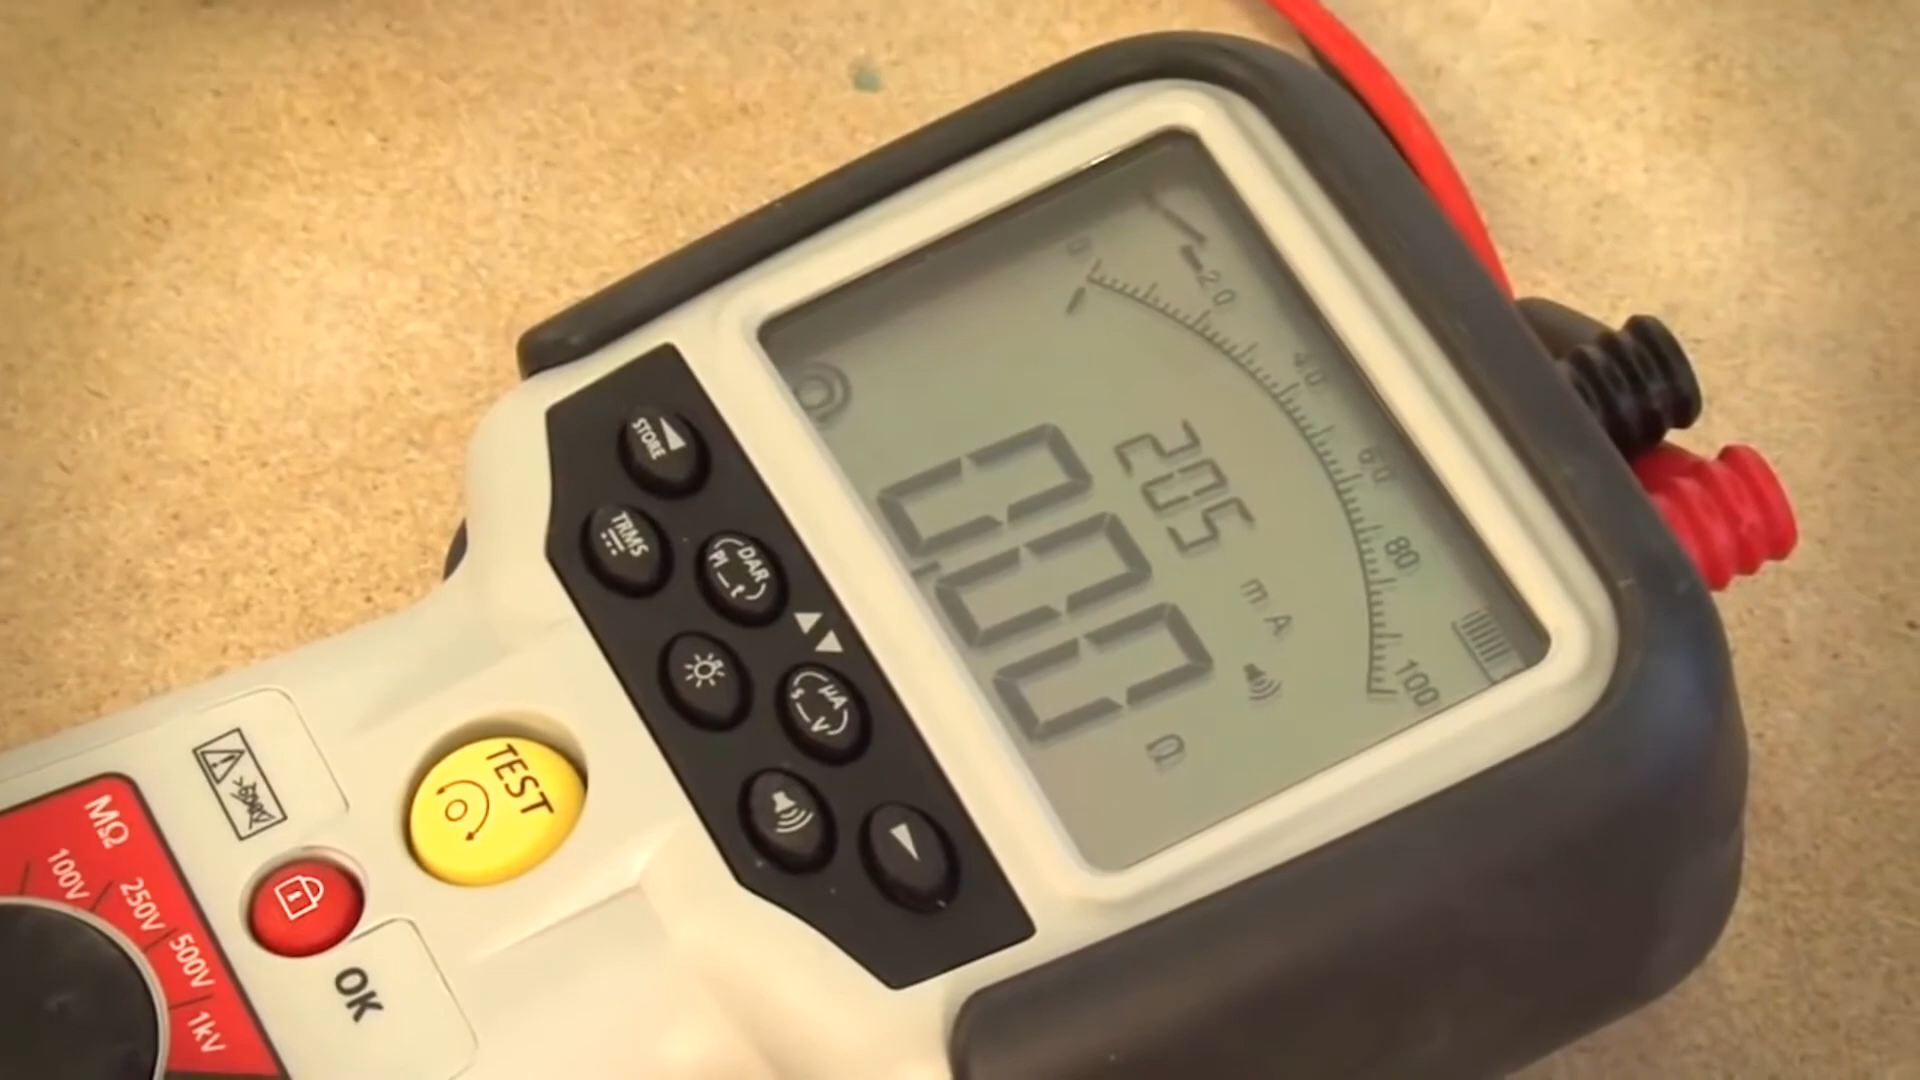 0 20 40 60 80 100
205 mA
0.00 Ω
STORE
TRMS
DAR
PI t
µA
s V
TEST
MΩ
100V
250V
500V
1kV
OK